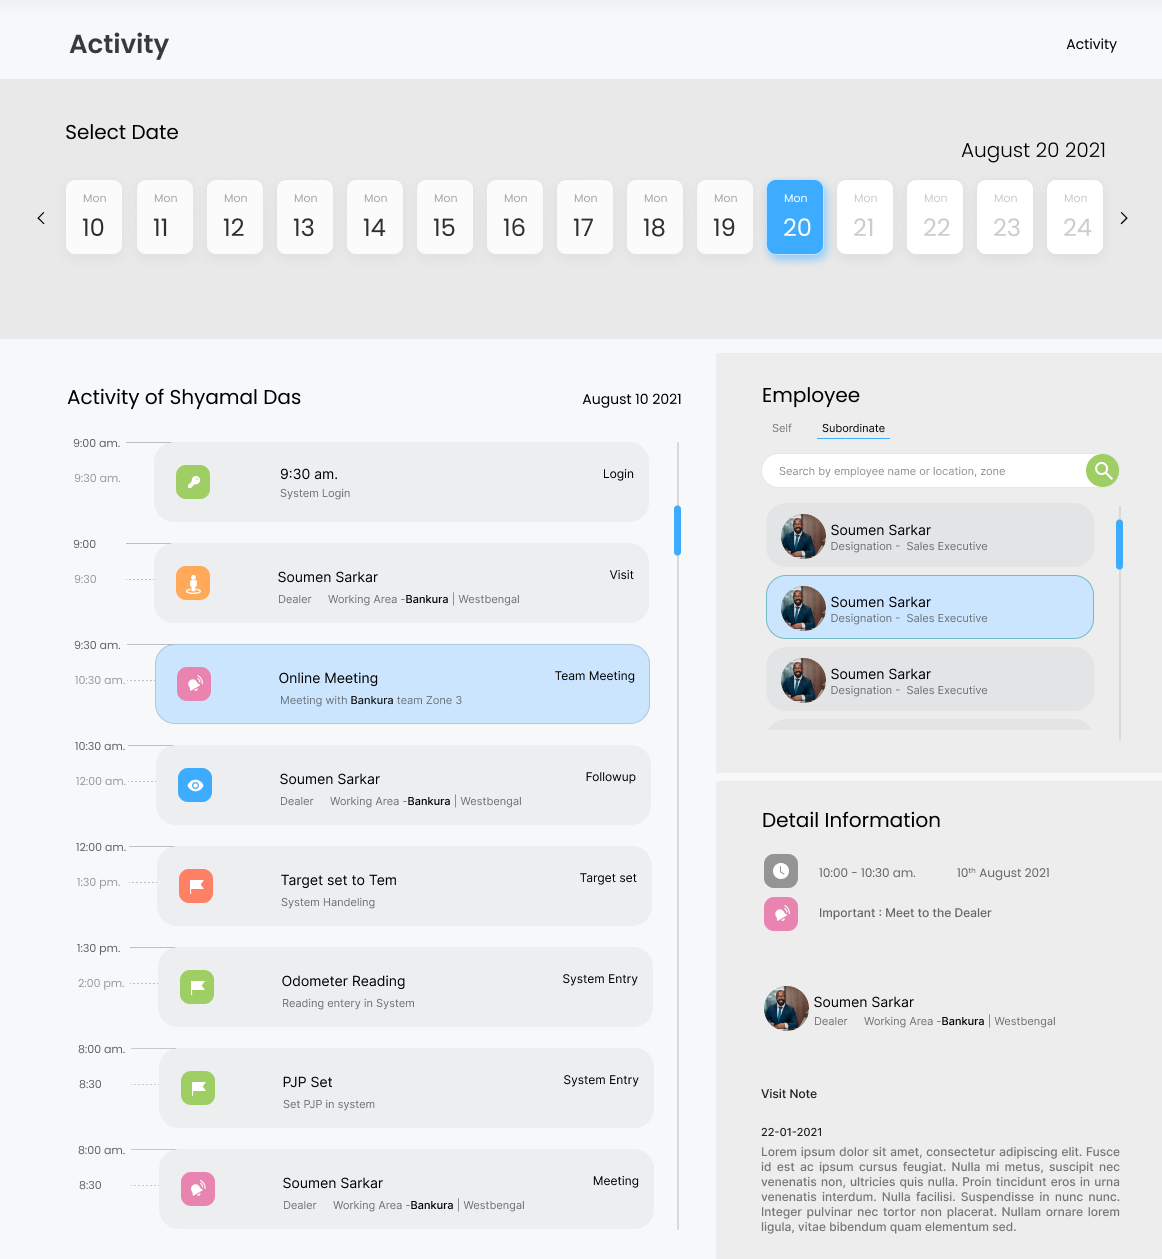 Activity
Activity
Select Date
August 20 2021
Mon Mon Mon Mon Mon Mon Mon Mon Mon Mon Mon Mon Mon Mon Mon
10 11 12 13 14 15 16 17 18 19 20 21 22 23 24
Activity of Shyamal Das
August 10 2021
9:00 am.
9:30 am.
9:30 am.
Login
System Login
9:00
9:30
Soumen Sarkar
Visit
Dealer Working Area -Bankura | Westbengal
9:30 am.
10:30 am.
Online Meeting
Team Meeting
Meeting with Bankura team Zone 3
10:30 am.
12:00 am.
Soumen Sarkar
Followup
Dealer Working Area -Bankura | Westbengal
12:00 am.
1:30 pm.
Target set to Tem
Target set
System Handeling
1:30 pm.
2:00 pm.
Odometer Reading
System Entry
Reading entery in System
8:00 am.
8:30
PJP Set
System Entry
Set PJP in system
8:00 am.
8:30
Soumen Sarkar
Meeting
Dealer Working Area -Bankura | Westbengal
Employee
Self Subordinate
Search by employee name or location, zone
Soumen Sarkar
Designation - Sales Executive
Soumen Sarkar
Designation - Sales Executive
Soumen Sarkar
Designation - Sales Executive
Detail Information
10:00 - 10:30 am. 10th August 2021
Important : Meet to the Dealer
Soumen Sarkar
Dealer Working Area -Bankura | Westbengal
Visit Note
22-01-2021
Lorem ipsum dolor sit amet, consectetur adipiscing elit. Fusce
id est ac ipsum cursus feugiat. Nulla mi metus, suscipit nec
venenatis non, ultricies quis nulla. Proin tincidunt eros in urna
venenatis interdum. Nulla facilisi. Suspendisse in nunc nunc.
Integer pulvinar nec tortor non placerat. Nullam ornare lorem
ligula, vitae bibendum quam elementum sed.